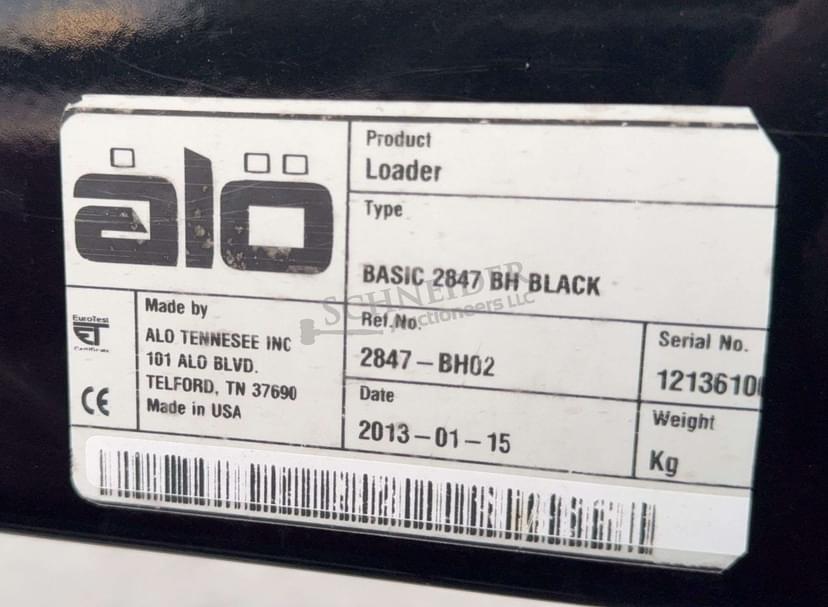 älö
Product
Loader
Type
BASIC 2847 BH BLACK
SCHNEIDER
Auctioneers LLC
EuroTest
Certificate
CE
Made by
ALO TENNESEE INC
101 ALO BLVD.
TELFORD, TN 37690
Made in USA
Ref.No.
2847-BH02
Date
2013-01-15
Serial No.
Weight
Kg